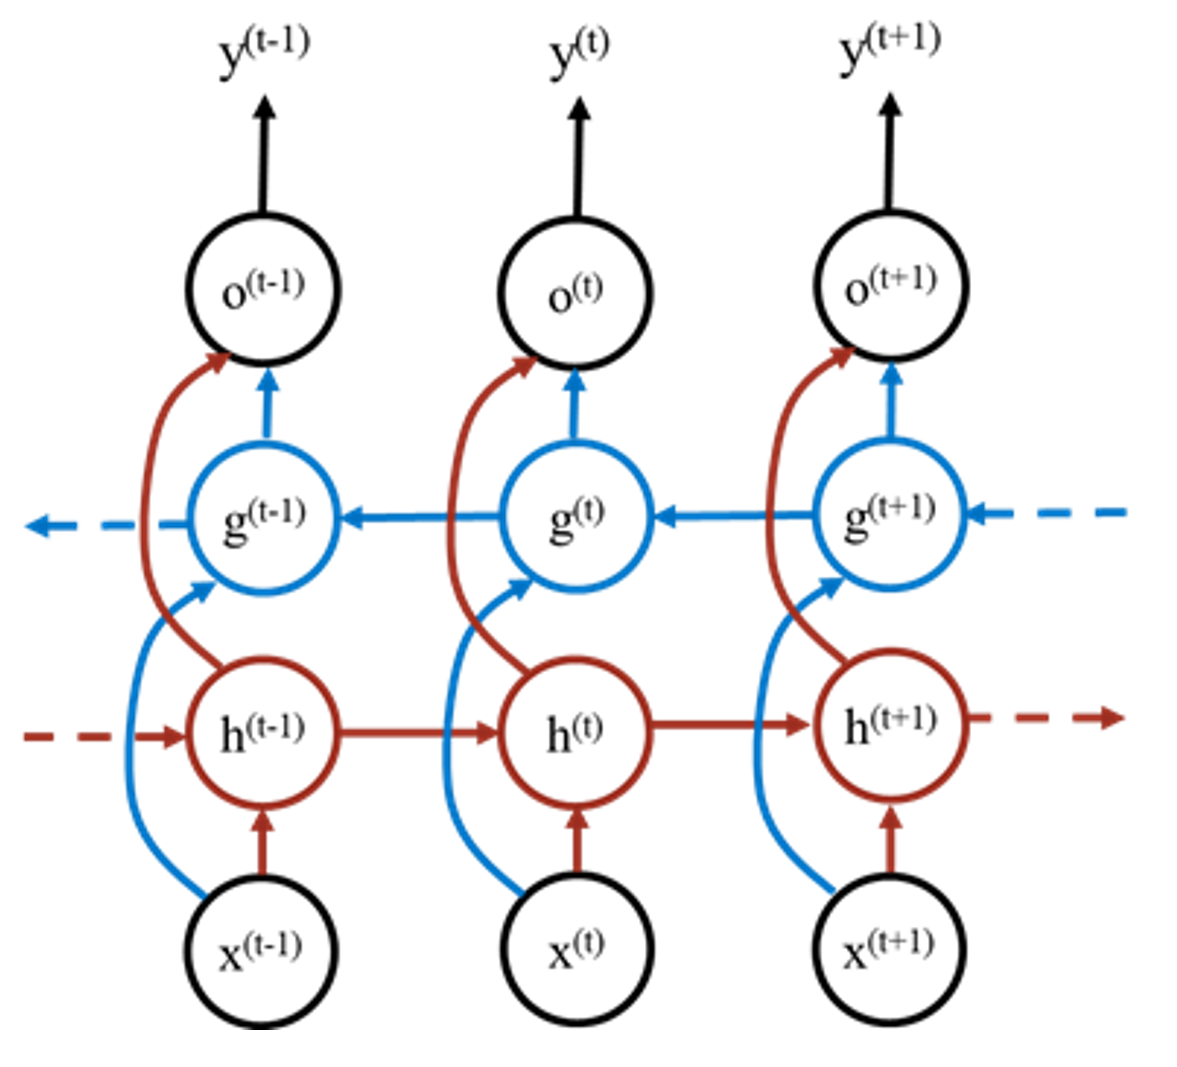 y(t-1) y(t) y(t+1)
o(t-1) o(t) o(t+1)
g(t-1) g(t) g(t+1)
h(t-1) h(t) h(t+1)
x(t-1) x(t) x(t+1)